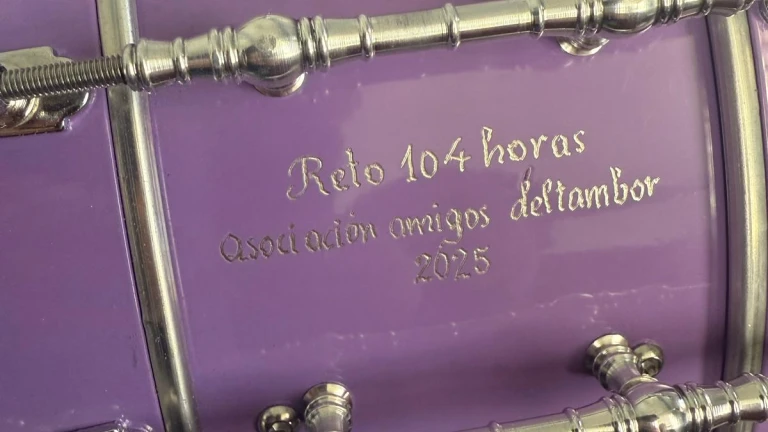 Reto 104 horas
asociación amigos deltambor
2025